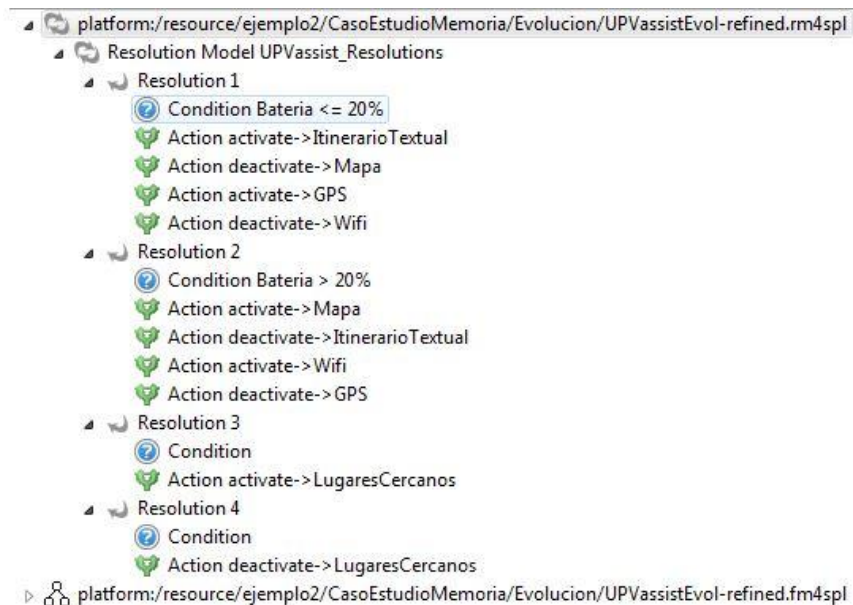 platform:/resource/ejemplo2/CasoEstudioMemoria/Evolucion/UPVassistEvol-refined.rm4spl
Resolution Model UPVassist_Resolutions
Resolution 1
Condition Bateria <= 20%
Action activate->ItinerarioTextual
Action deactivate->Mapa
Action activate->GPS
Action deactivate->Wifi
Resolution 2
Condition Bateria > 20%
Action activate->Mapa
Action deactivate->ItinerarioTextual
Action activate->Wifi
Action deactivate->GPS
Resolution 3
Condition
Action activate->LugaresCercanos
Resolution 4
Condition
Action deactivate->LugaresCercanos
platform:/resource/ejemplo2/CasoEstudioMemoria/Evolucion/UPVassistEvol-refined.fm4spl